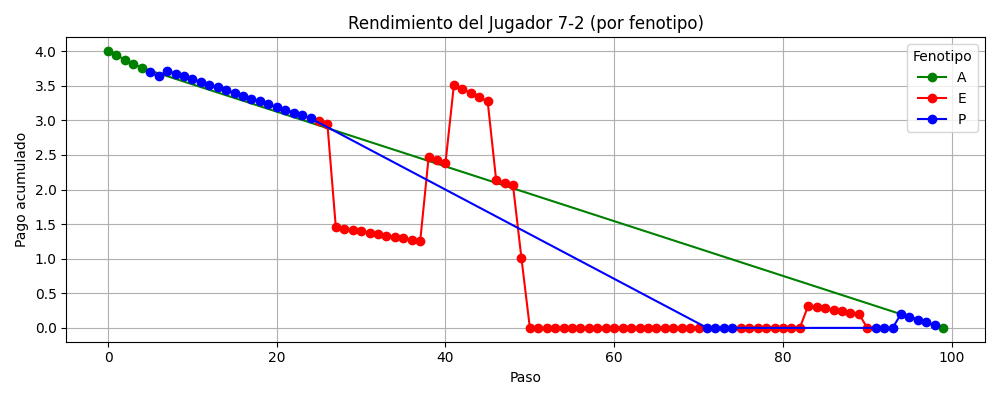 Rendimiento del Jugador 7-2 (por fenotipo)
Pago acumulado
4.0
3.5
3.0
2.5
2.0
1.5
1.0
0.5
0.0
Fenotipo
A
E
P
0 20 40 60 80 100
Paso